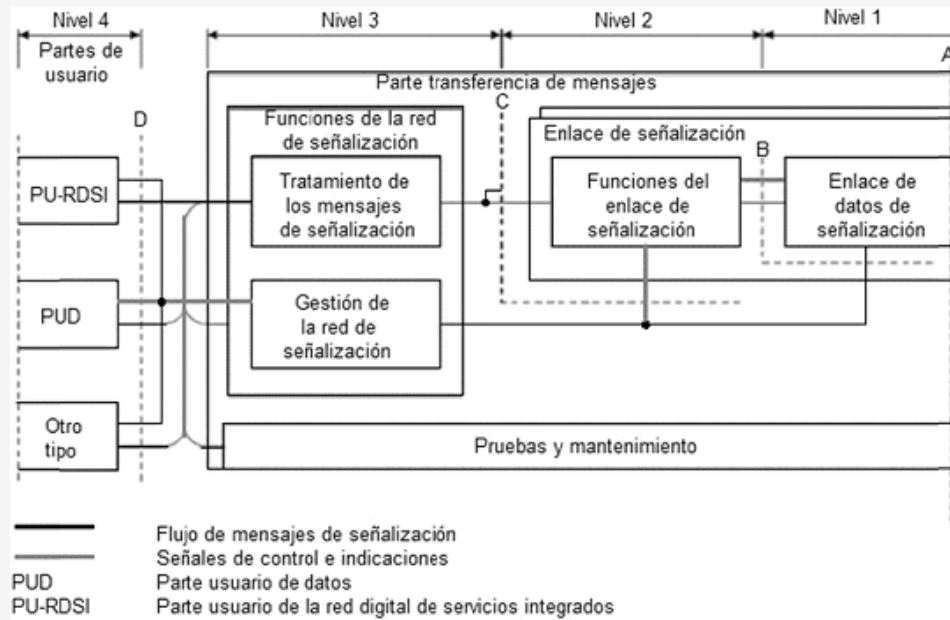 Nivel 4
Nivel 3
Nivel 2
Nivel 1
Partes de
usuario
A
Parte transferencia de mensajes
C
D
Funciones de la red
de señalización
Enlace de señalización
B
PU-RDSI
Tratamiento de
los mensajes
de señalización
Funciones del
enlace de
señalización
Enlace de
datos de
señalización
PUD
Gestión de
la red de
señalización
Otro
tipo
Pruebas y mantenimiento
Flujo de mensajes de señalización
Señales de control e indicaciones
PUD Parte usuario de datos
PU-RDSI Parte usuario de la red digital de servicios integrados